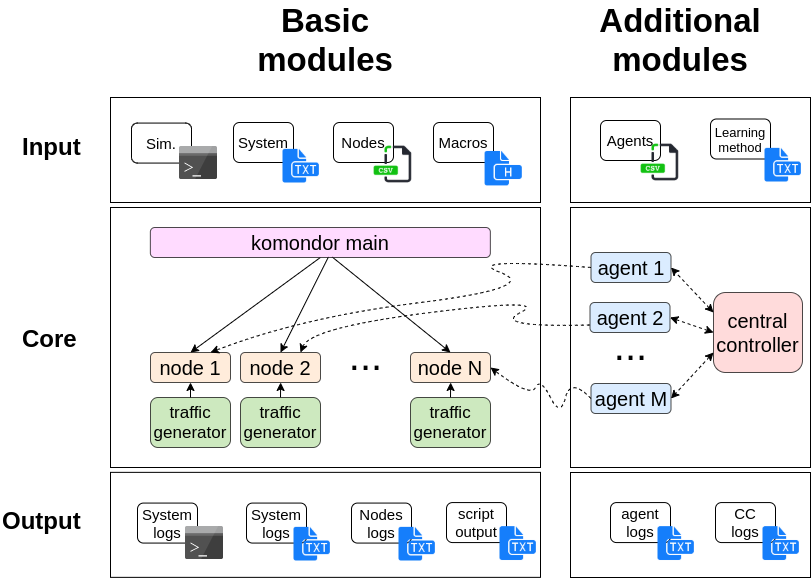 Basic
modules
Additional
modules
Input
Sim.
>_
System
TXT
Nodes
CSV
Macros
H
Agents
CSV
Learning
method
TXT
Core
komondor main
node 1
node 2
...
node N
traffic
generator
traffic
generator
traffic
generator
agent 1
agent 2
...
agent M
central
controller
Output
System
logs
>_
System
logs
TXT
Nodes
logs
TXT
script
output
TXT
agent
logs
TXT
CC
logs
TXT